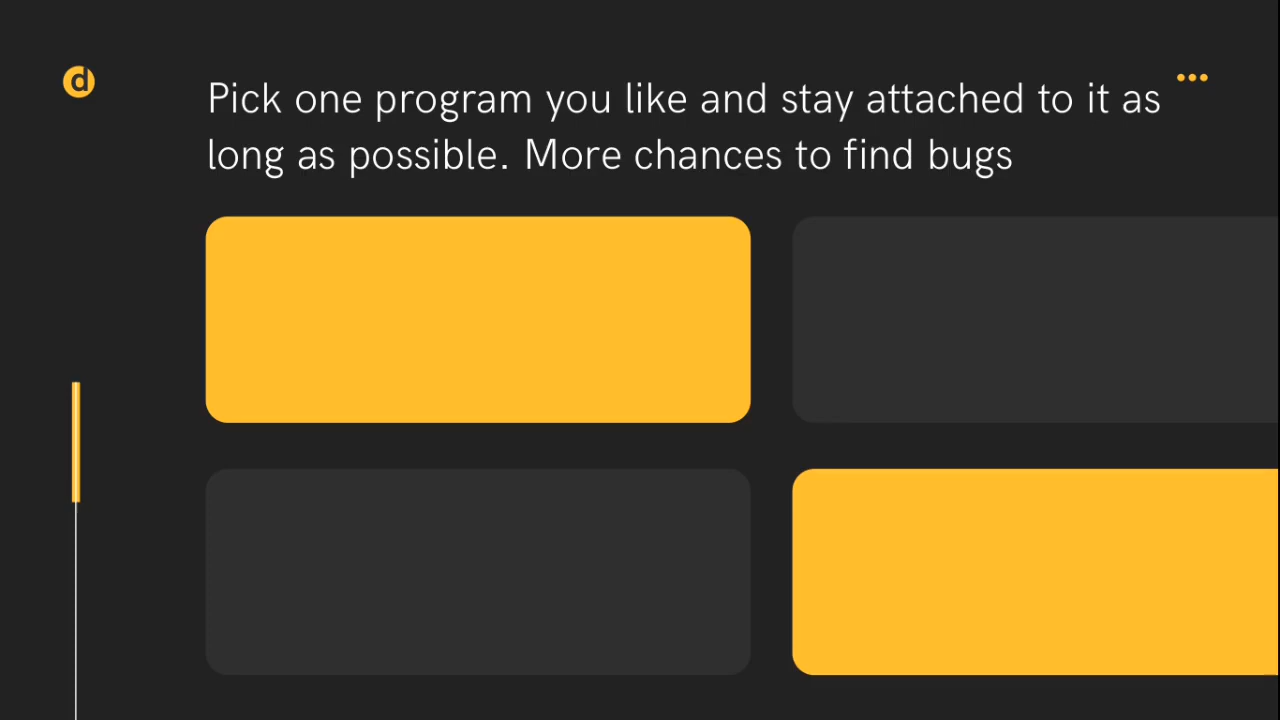 d
Pick one program you like and stay attached to it as
long as possible. More chances to find bugs